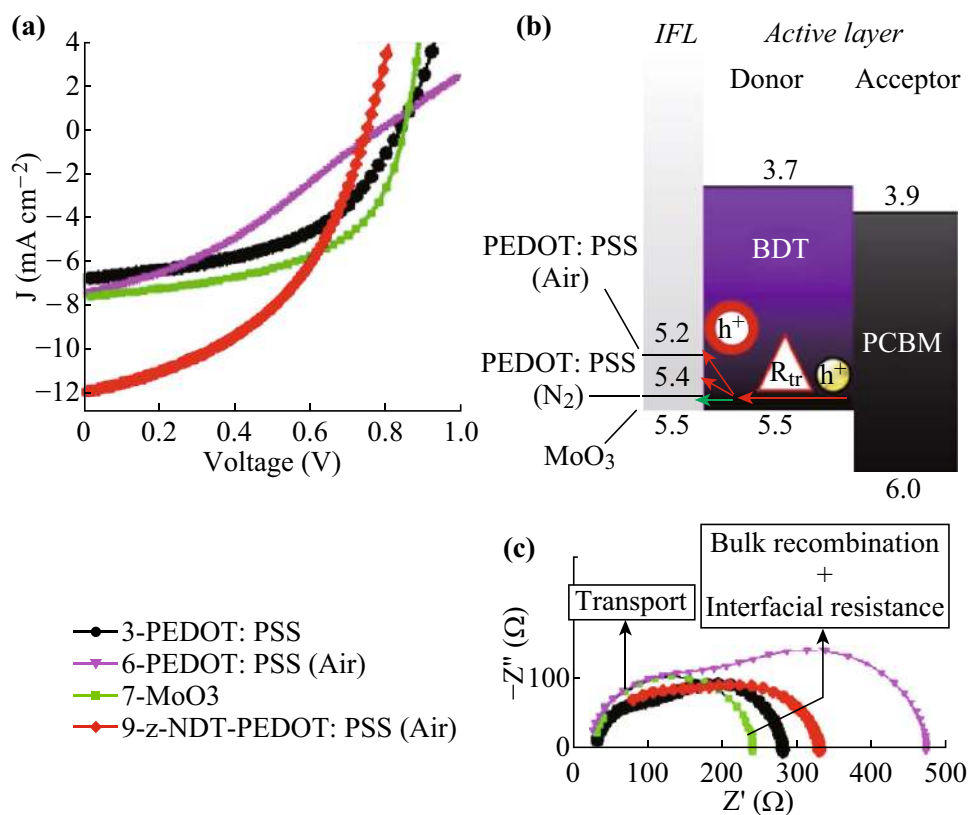 (a)
4
2
0
−2
−4
−6
−8
−10
−12
J (mA cm−2)
0
0.2
0.4
0.6
0.8
1.0
Voltage (V)
(b)
IFL
Active layer
Donor
Acceptor
3.7
3.9
PEDOT: PSS
(Air)
BDT
5.2
h+
PCBM
PEDOT: PSS
(N2)
5.4
Rtr
h+
5.5
5.5
MoO3
6.0
(c)
Bulk recombination
+
Interfacial resistance
Transport
−Z" (Ω)
100
0
0
100
200
300
400
500
Z' (Ω)
3-PEDOT: PSS
6-PEDOT: PSS (Air)
7-MoO3
9-z-NDT-PEDOT: PSS (Air)